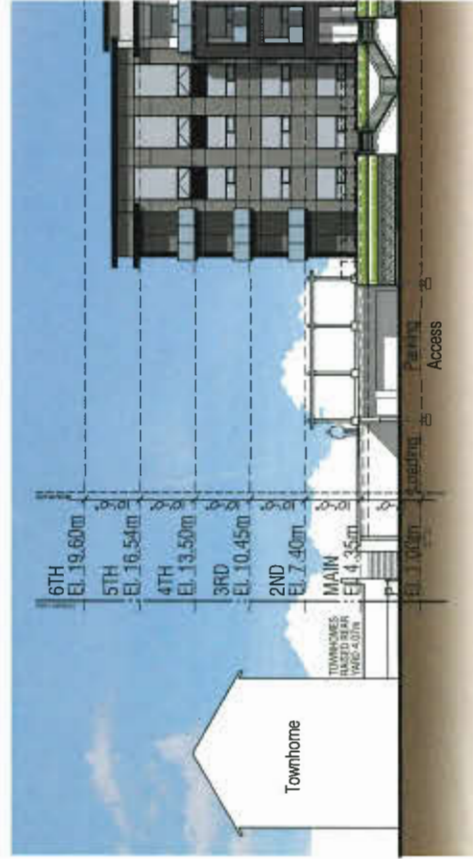 6TH
El. 19.60m
5TH
El. 16.54m
4TH
El. 13.50m
3RD
El. 10.45m
2ND
El. 7.40m
MAIN
El. 4.35m
P
El. 1.00m
TOWNHOMES
RAISED REAR
YARD 4.07m
Townhome
Loading
Parking
Access